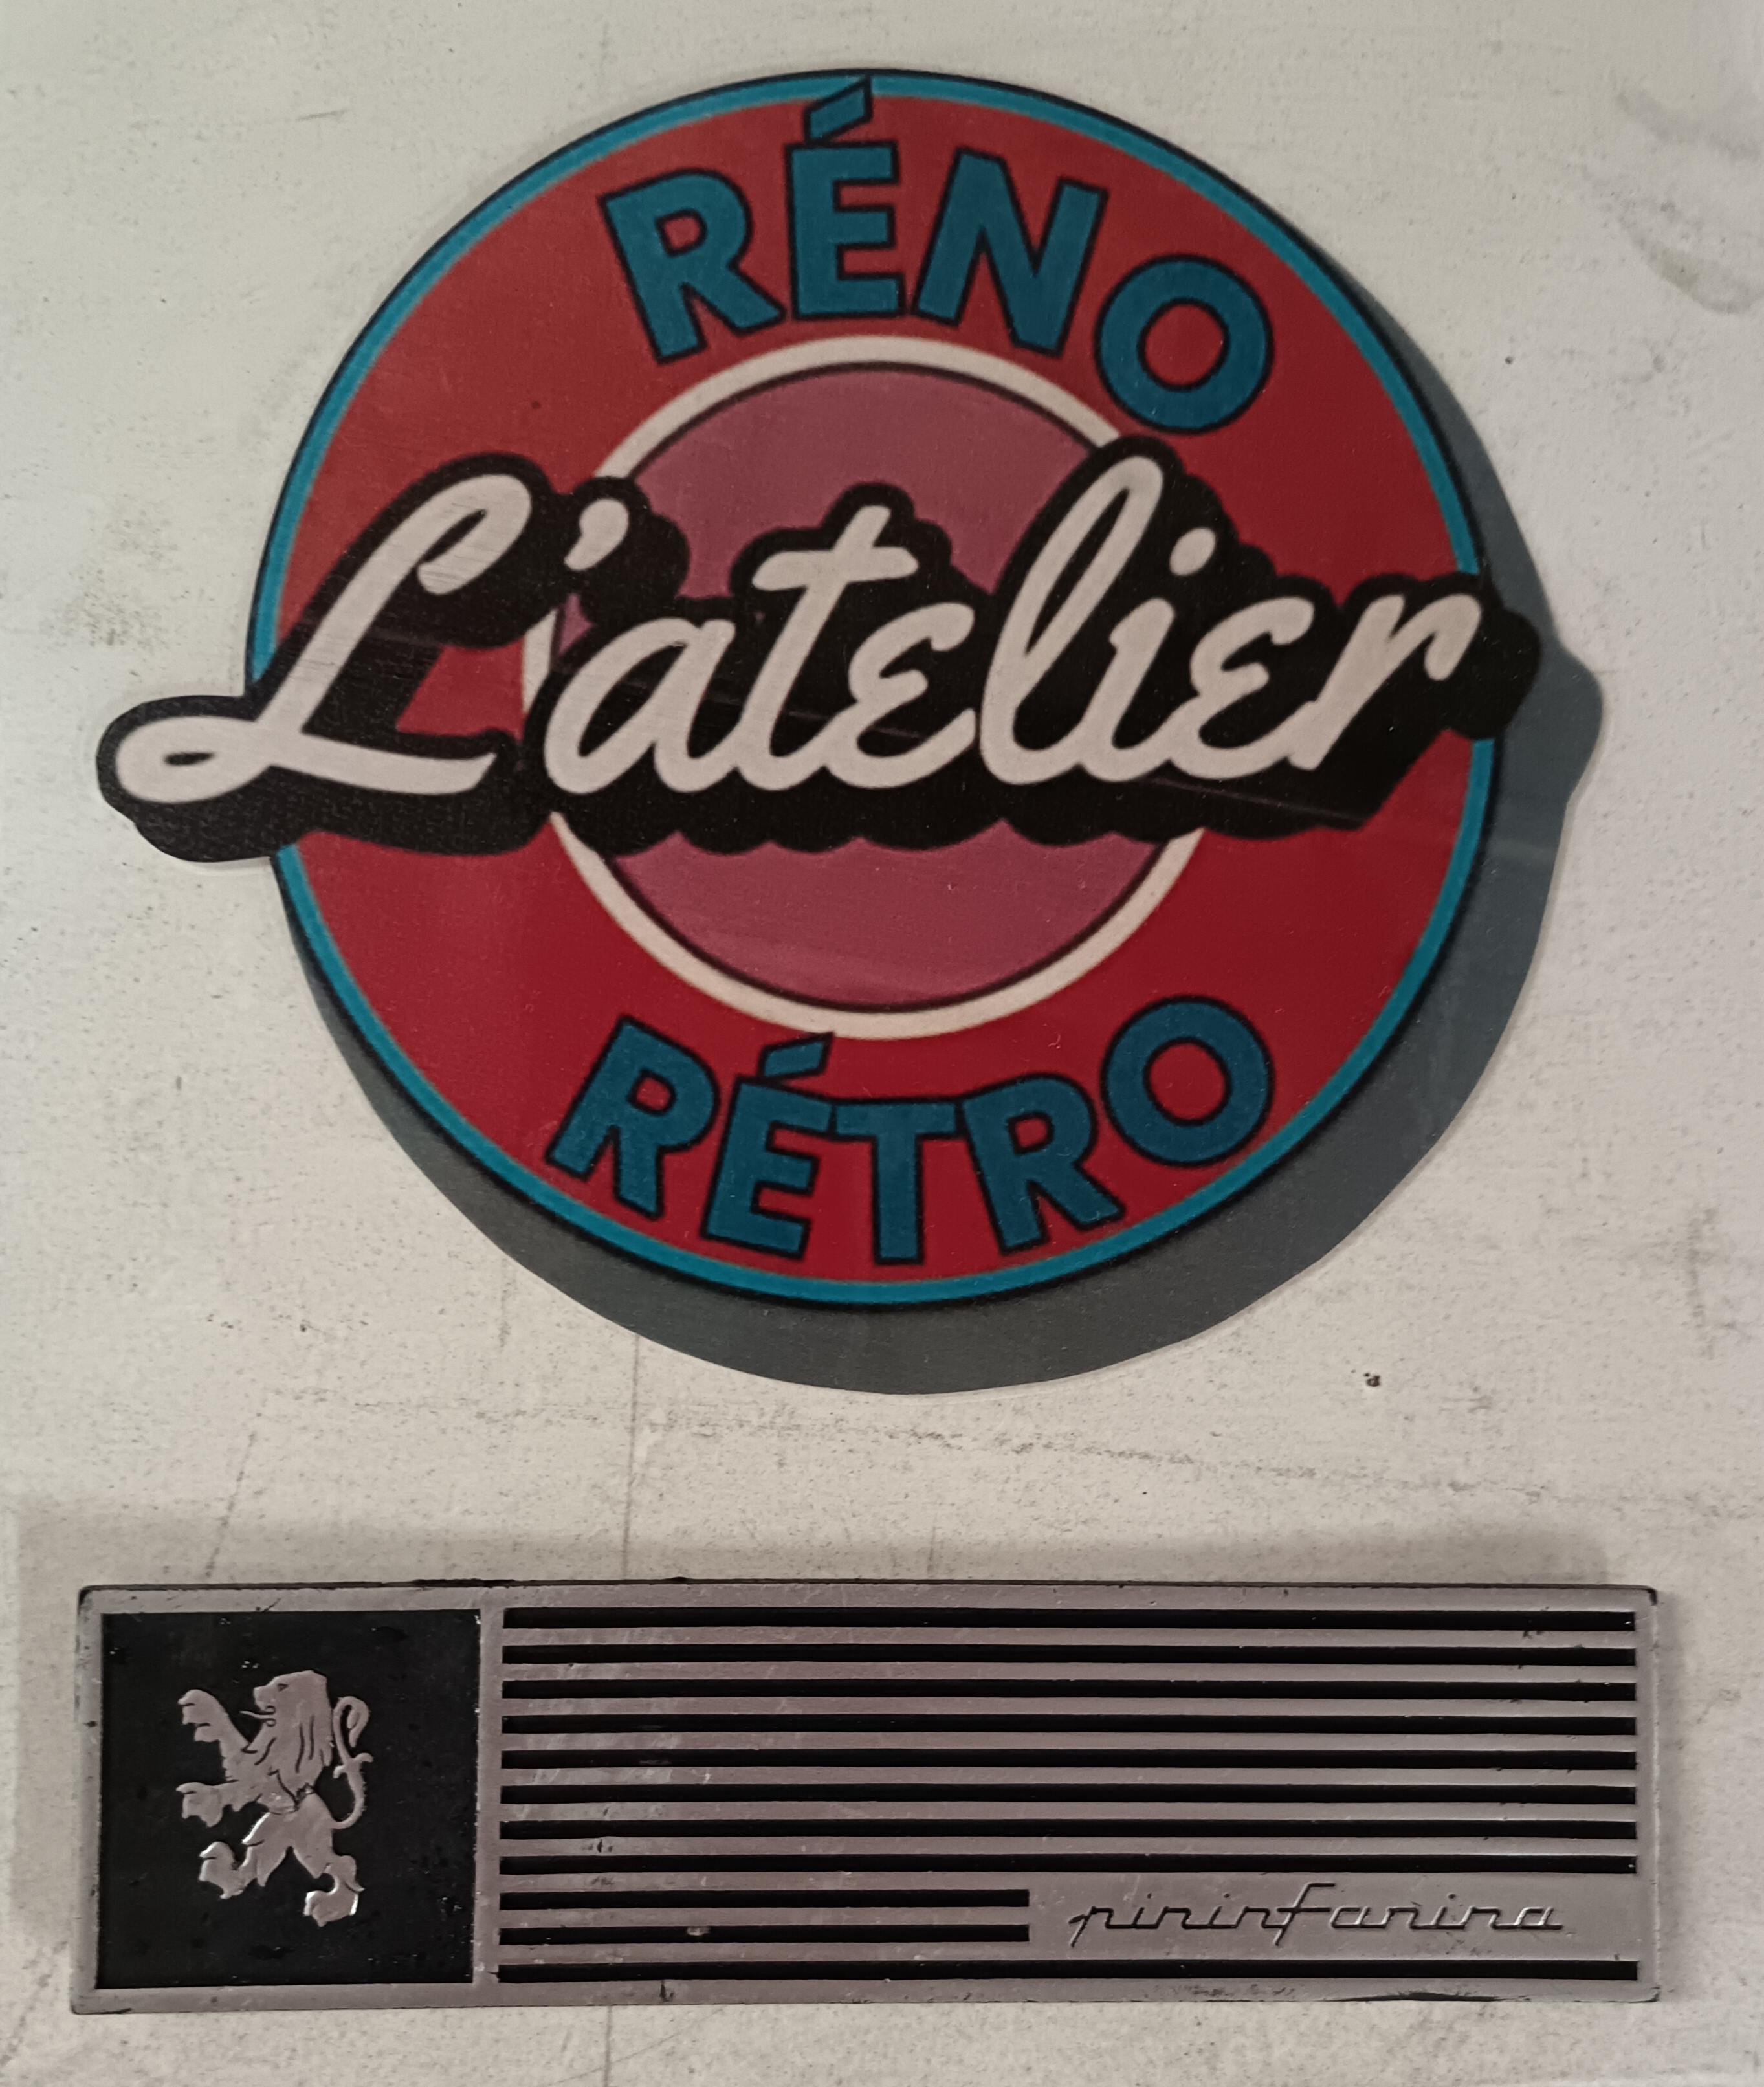 RÉNO
L'atelier
RÉTRO
pininfarina